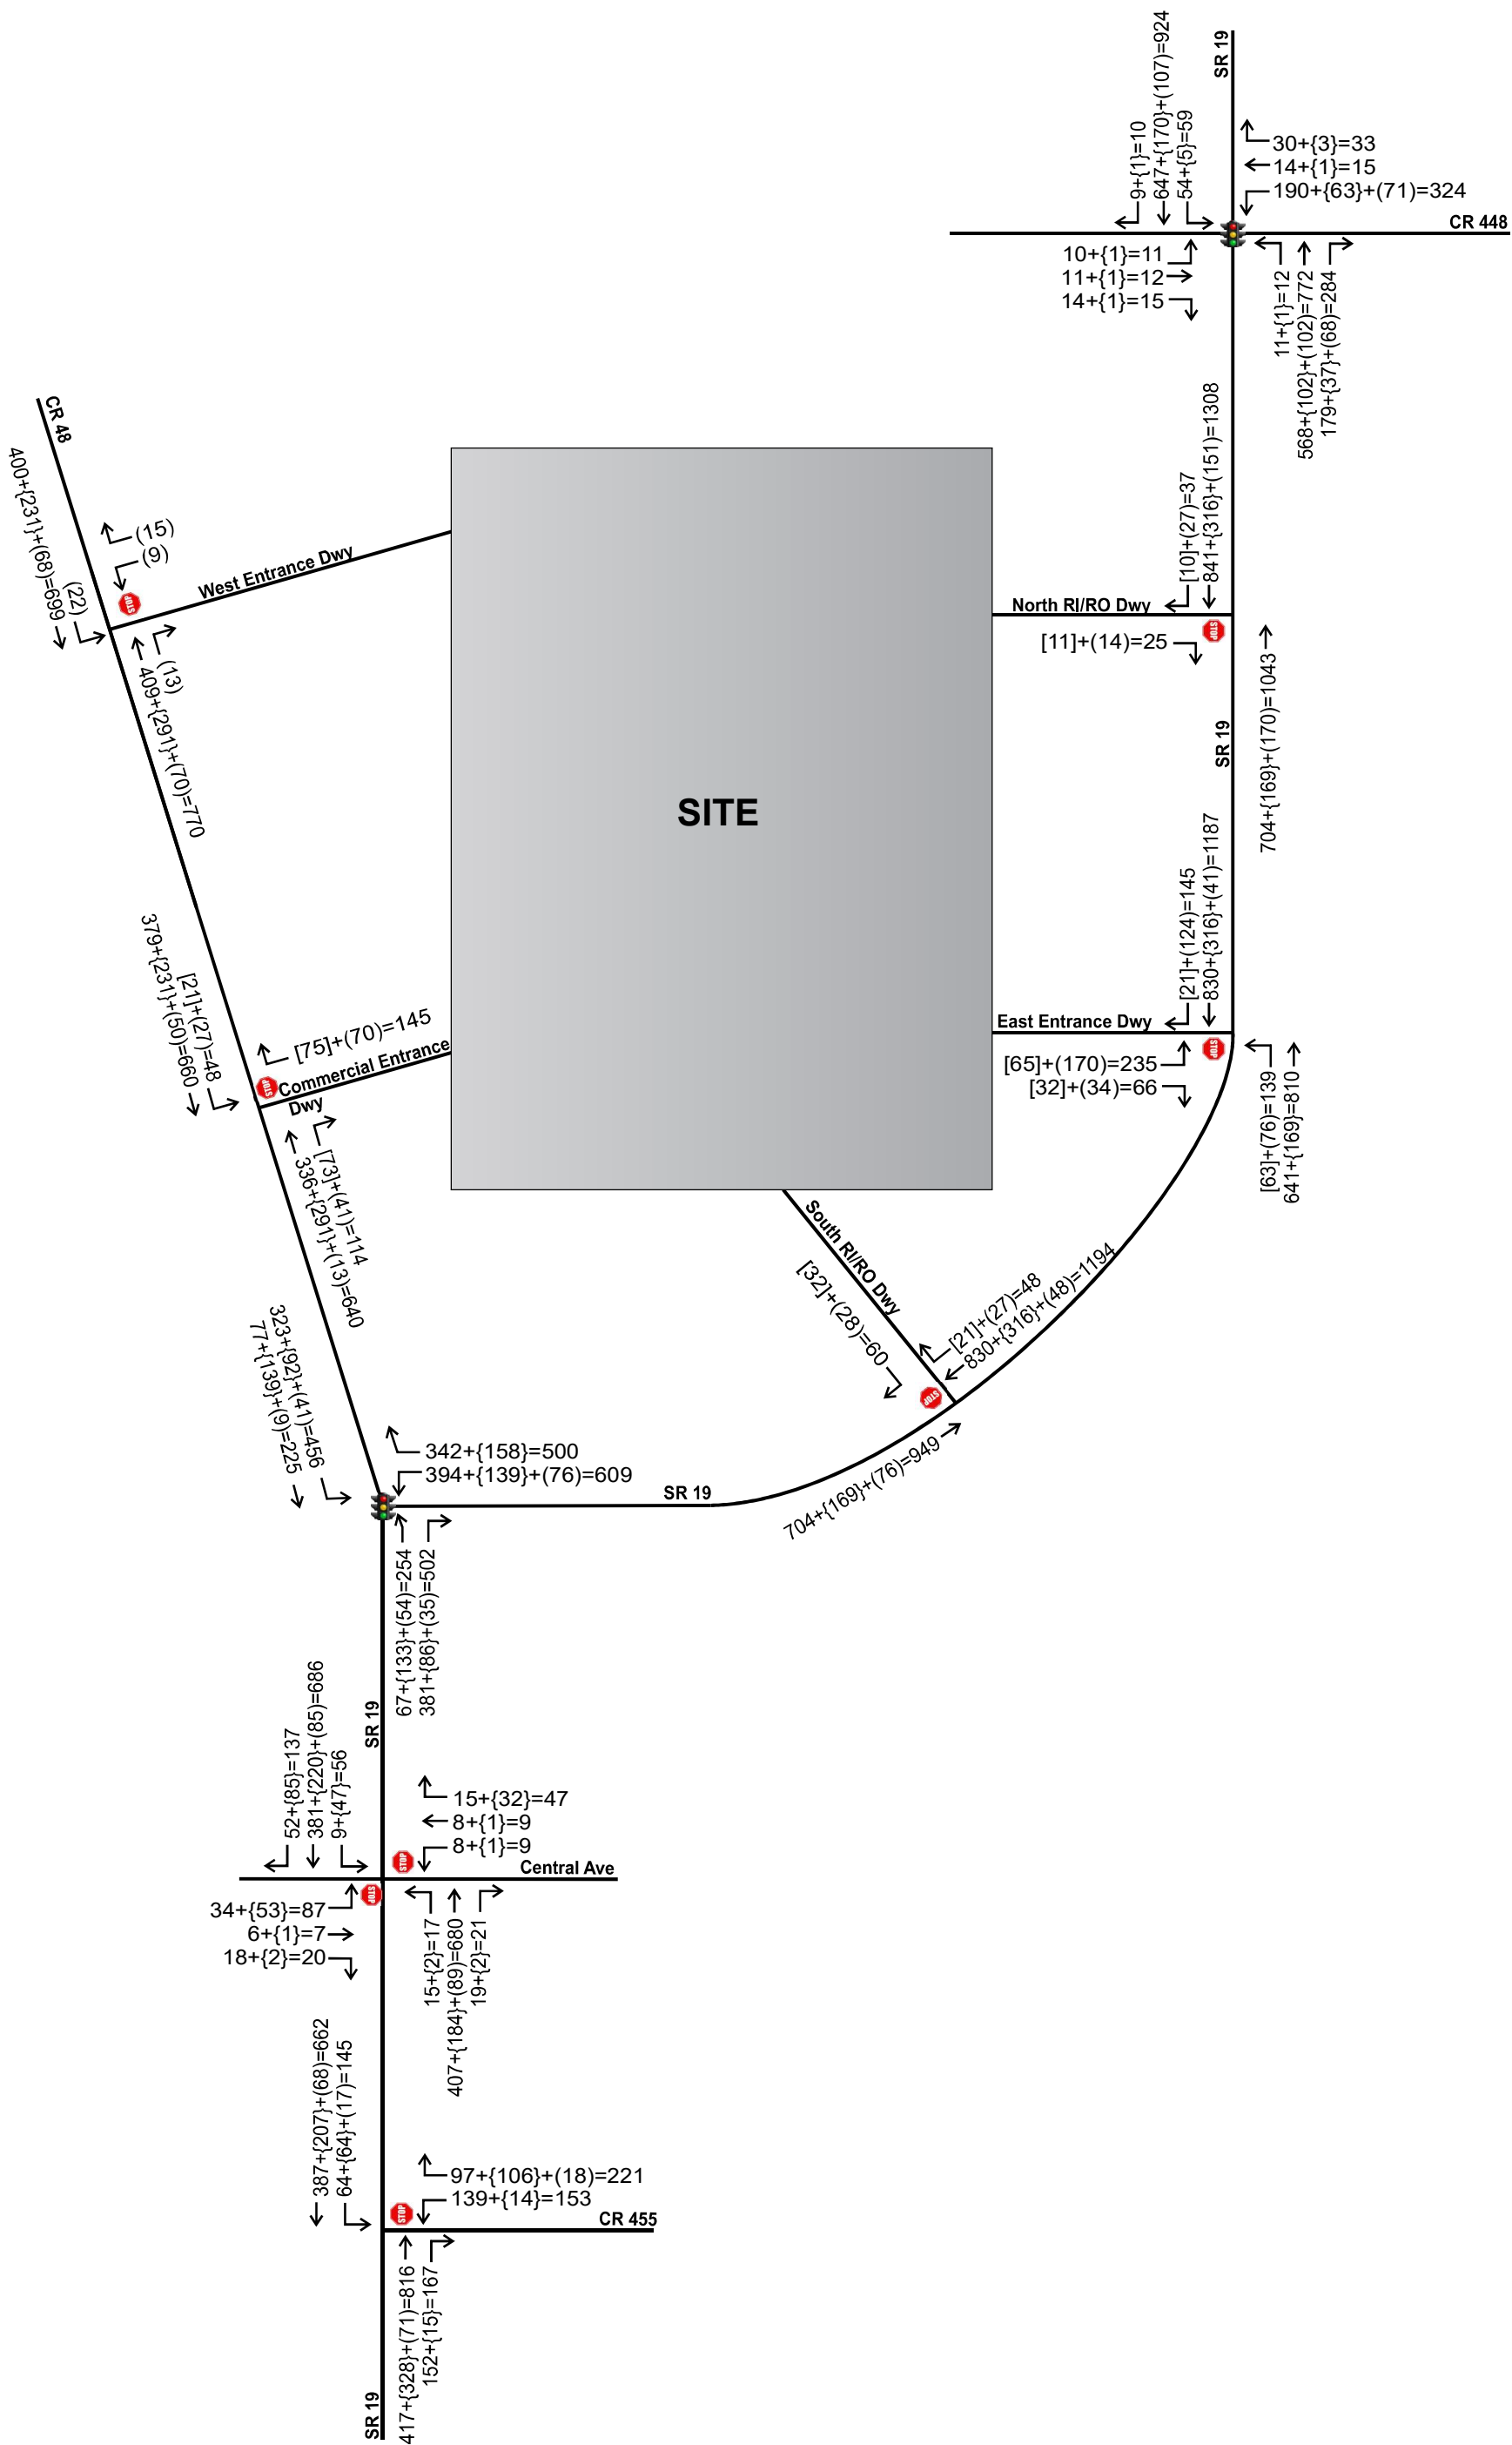 SR 19
9+{1}=10
647+{170}+(107)=924
54+{5}=59
30+{3}=33
14+{1}=15
190+{63}+(71)=324
CR 448
10+{1}=11
11+{1}=12
14+{1}=15
11+{1}=12
568+{102}+(102)=772
179+{37}+(68)=284
CR 48
400+{231}+(68)=699
(22)
(15)
(9)
STOP
West Entrance Dwy
(13)
409+{291}+(70)=770
[10]+(27)=37
841+{316}+(151)=1308
North RI/RO Dwy
STOP
[11]+(14)=25
704+{169}+(170)=1043
SR 19
SITE
[21]+(124)=145
830+{316}+(41)=1187
East Entrance Dwy
STOP
[65]+(170)=235
[32]+(34)=66
[63]+(76)=139
641+{169}=810
379+{231}+(50)=660
[21]+(27)=48
[75]+(70)=145
STOP
Commercial Entrance
Dwy
[73]+(41)=114
336+{291}+(13)=640
South RI/RO Dwy
[32]+(28)=60
[21]+(27)=48
830+{316}+(48)=1194
STOP
704+{169}+(76)=949
323+{92}+(41)=456
77+{139}+(9)=225
342+{158}=500
394+{139}+(76)=609
SR 19
67+{133}+(54)=254
381+{86}+(35)=502
SR 19
52+{85}=137
381+{220}+(85)=686
9+{47}=56
15+{32}=47
8+{1}=9
8+{1}=9
STOP
Central Ave
STOP
34+{53}=87
6+{1}=7
18+{2}=20
15+{2}=17
407+{184}+(89)=680
19+{2}=21
387+{207}+(68)=662
64+{64}+(17)=145
97+{106}+(18)=221
139+{14}=153
STOP
CR 455
417+{328}+(71)=816
152+{15}=167
SR 19